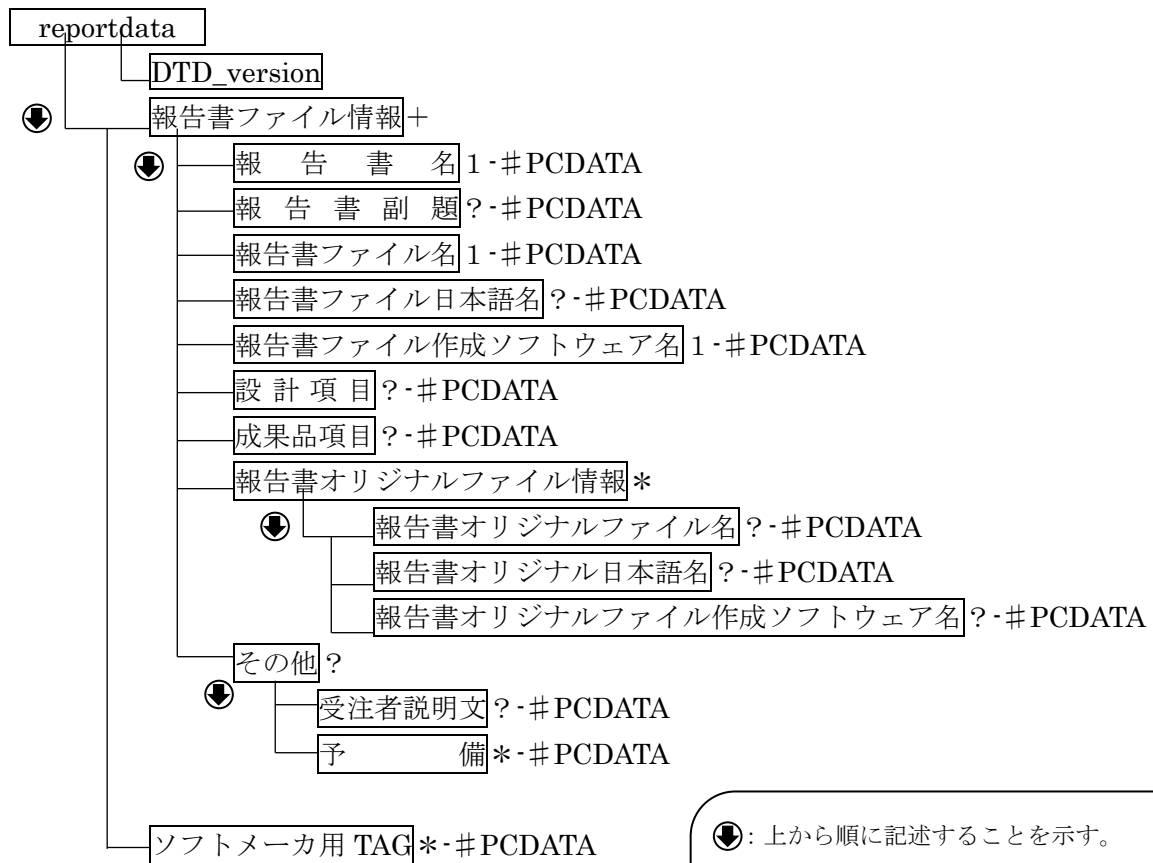 reportdata
DTD_version
報告書ファイル情報＋
報 告 書 名１-＃PCDATA
報 告 書 副 題？-＃PCDATA
報告書ファイル名１-＃PCDATA
報告書ファイル日本語名？-＃PCDATA
報告書ファイル作成ソフトウェア名１-＃PCDATA
設 計 項 目？-＃PCDATA
成果品項目？-＃PCDATA
報告書オリジナルファイル情報＊
報告書オリジナルファイル名？-＃PCDATA
報告書オリジナル日本語名？-＃PCDATA
報告書オリジナルファイル作成ソフトウェア名？-＃PCDATA
その他？
受注者説明文？-＃PCDATA
予 備＊-＃PCDATA
ソフトメーカ用 TAG＊-＃PCDATA
：上から順に記述することを示す。